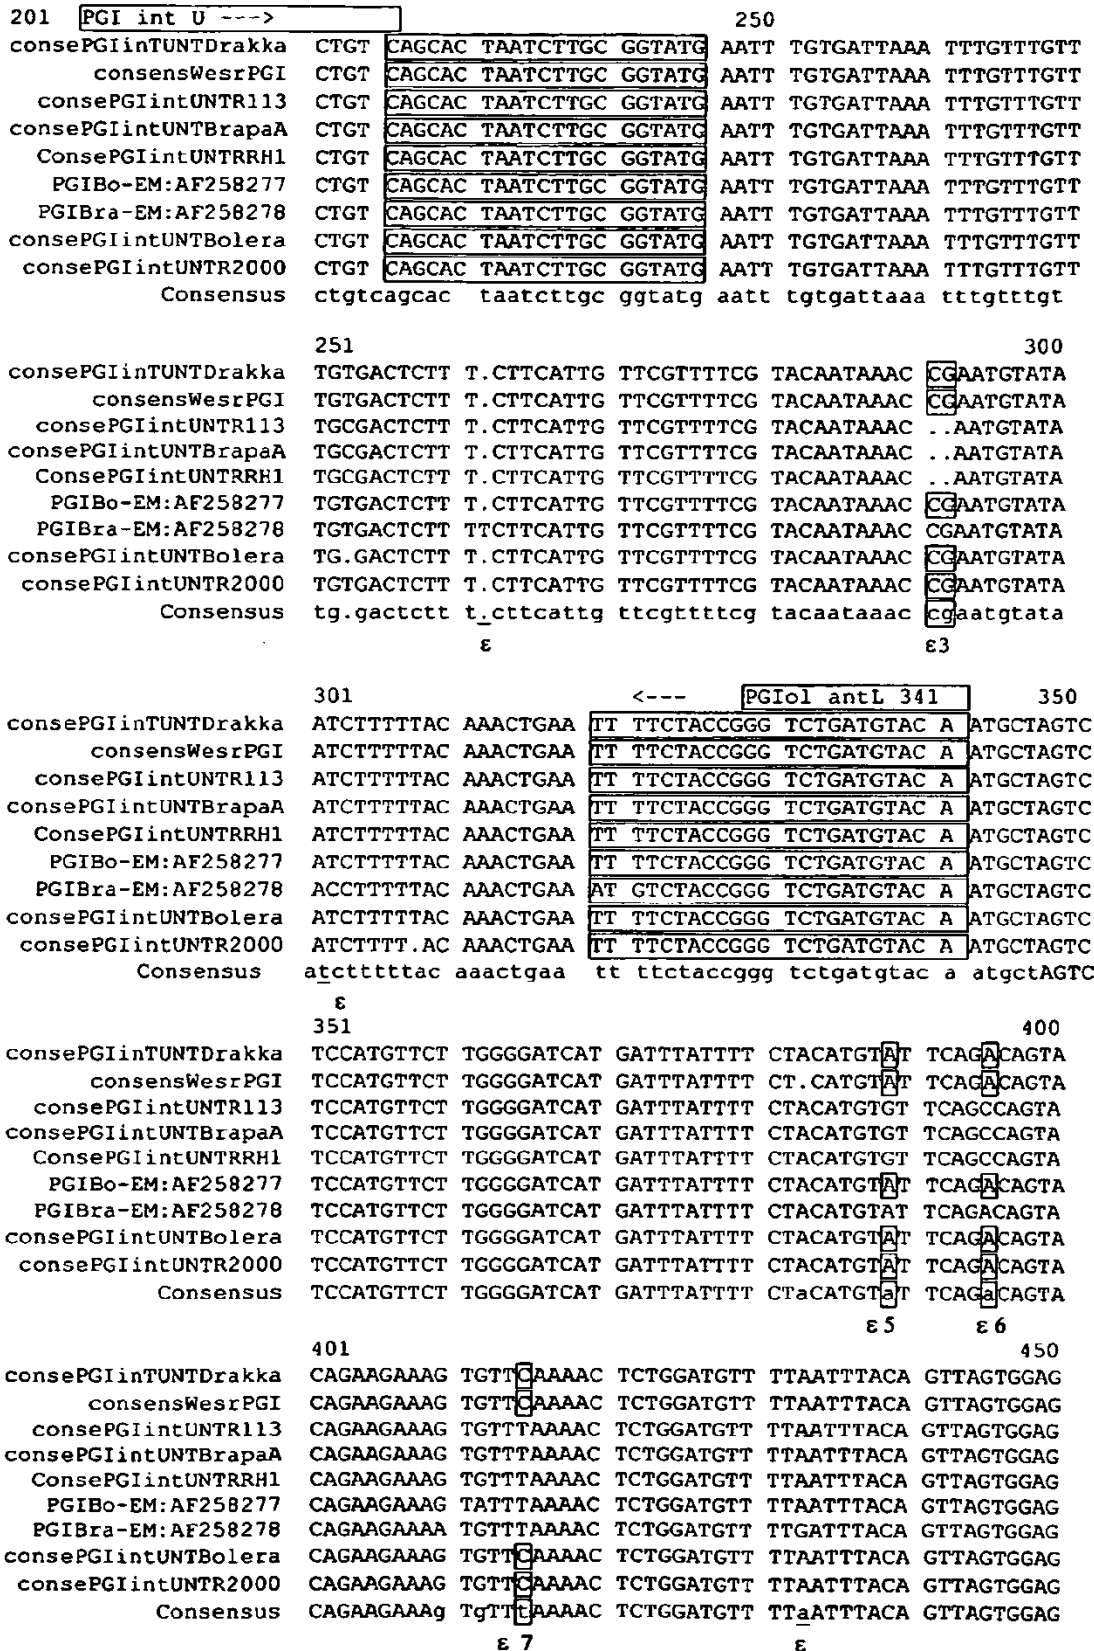 201 PGI int U ---> 250
consePGIinTUNTDrakka CTGT CAGCAC TAATCTTGC GGTATG AATT TGTGATTAAA TTTGTTTGTT
consensWesrPGI CTGT CAGCAC TAATCTTGC GGTATG AATT TGTGATTAAA TTTGTTTGTT
consePGIintUNTR113 CTGT CAGCAC TAATCTTGC GGTATG AATT TGTGATTAAA TTTGTTTGTT
consePGIintUNTBrapaA CTGT CAGCAC TAATCTTGC GGTATG AATT TGTGATTAAA TTTGTTTGTT
ConsePGIintUNTRRH1 CTGT CAGCAC TAATCTTGC GGTATG AATT TGTGATTAAA TTTGTTTGTT
PGIBo-EM:AF258277 CTGT CAGCAC TAATCTTGC GGTATG AATT TGTGATTAAA TTTGTTTGTT
PGIBra-EM:AF258278 CTGT CAGCAC TAATCTTGC GGTATG AATT TGTGATTAAA TTTGTTTGTT
consePGIintUNTBolera CTGT CAGCAC TAATCTTGC GGTATG AATT TGTGATTAAA TTTGTTTGTT
consePGIintUNTR2000 CTGT CAGCAC TAATCTTGC GGTATG AATT TGTGATTAAA TTTGTTTGTT
Consensus ctgtcagcac taatcttgc ggtatg aattt tgtgattaaa tttgtttgt
251 300
consePGIinTUNTDrakka TGTGACTCTT T.CTTCATTG TTCGTTTTCG TACAATAAAC CGAATGTATA
consensWesrPGI TGTGACTCTT T.CTTCATTG TTCGTTTTCG TACAATAAAC CGAATGTATA
consePGIintUNTR113 TGCGACTCTT T.CTTCATTG TTCGTTTTCG TACAATAAAC ..AATGTATA
consePGIintUNTBrapaA TGCGACTCTT T.CTTCATTG TTCGTTTTCG TACAATAAAC ..AATGTATA
ConsePGIintUNTRRH1 TGCGACTCTT T.CTTCATTG TTCGTTTTCG TACAATAAAC ..AATGTATA
PGIBo-EM:AF258277 TGTGACTCTT T.CTTCATTG TTCGTTTTCG TACAATAAAC CGAATGTATA
PGIBra-EM:AF258278 TGTGACTCTT TTCTTCATTG TTCGTTTTCG TACAATAAAC CGAATGTATA
consePGIintUNTBolera TG.GACTCTT T.CTTCATTG TTCGTTTTCG TACAATAAAC CGAATGTATA
consePGIintUNTR2000 TGTGACTCTT T.CTTCATTG TTCGTTTTCG TACAATAAAC CGAATGTATA
Consensus tg.gactctt t.cttcattg ttcgttttcg tacaataaac cgaatgtata
ε ε3
301 <--- PGIol antL 341 350
consePGIinTUNTDrakka ATCTTTTTAC AAACTGAA TT TTCTACCGGG TCTGATGTAC A ATGCTAGTC
consensWesrPGI ATCTTTTTAC AAACTGAA TT TTCTACCGGG TCTGATGTAC A ATGCTAGTC
consePGIintUNTR113 ATCTTTTTAC AAACTGAA TT TTCTACCGGG TCTGATGTAC A ATGCTAGTC
consePGIintUNTBrapaA ATCTTTTTAC AAACTGAA TT TTCTACCGGG TCTGATGTAC A ATGCTAGTC
ConsePGIintUNTRRH1 ATCTTTTTAC AAACTGAA TT TTCTACCGGG TCTGATGTAC A ATGCTAGTC
PGIBo-EM:AF258277 ATCTTTTTAC AAACTGAA TT TTCTACCGGG TCTGATGTAC A ATGCTAGTC
PGIBra-EM:AF258278 ACCTTTTTAC AAACTGAA AT GTCTACCGGG TCTGATGTAC A ATGCTAGTC
consePGIintUNTBolera ATCTTTTTAC AAACTGAA TT TTCTACCGGG TCTGATGTAC A ATGCTAGTC
consePGIintUNTR2000 ATCTTTT.AC AAACTGAA TT TTCTACCGGG TCTGATGTAC A ATGCTAGTC
Consensus atctttttac aaactgaa tt ttctaccggg tctgatgtac a atgctAGTC
ε
351 400
consePGIinTUNTDrakka TCCATGTTCT TGGGGATCAT GATTTATTTT CTACATGTAT TCAGACAGTA
consensWesrPGI TCCATGTTCT TGGGGATCAT GATTTATTTT CT.CATGTAT TCAGACAGTA
consePGIintUNTR113 TCCATGTTCT TGGGGATCAT GATTTATTTT CTACATGTGT TCAGCCAGTA
consePGIintUNTBrapaA TCCATGTTCT TGGGGATCAT GATTTATTTT CTACATGTGT TCAGCCAGTA
ConsePGIintUNTRRH1 TCCATGTTCT TGGGGATCAT GATTTATTTT CTACATGTGT TCAGCCAGTA
PGIBo-EM:AF258277 TCCATGTTCT TGGGGATCAT GATTTATTTT CTACATGTAT TCAGACAGTA
PGIBra-EM:AF258278 TCCATGTTCT TGGGGATCAT GATTTATTTT CTACATGTAT TCAGACAGTA
consePGIintUNTBolera TCCATGTTCT TGGGGATCAT GATTTATTTT CTACATGTAT TCAGACAGTA
consePGIintUNTR2000 TCCATGTTCT TGGGGATCAT GATTTATTTT CTACATGTAT TCAGACAGTA
Consensus TCCATGTTCT TGGGGATCAT GATTTATTTT CTaCATGTaT TCAGaCAGTA
ε5 ε6
401 450
consePGIinTUNTDrakka CAGAAGAAAG TGTTCAAAAC TCTGGATGTT TTAATTTACA GTTAGTGGAG
consensWesrPGI CAGAAGAAAG TGTTCAAAAC TCTGGATGTT TTAATTTACA GTTAGTGGAG
consePGIintUNTR113 CAGAAGAAAG TGTTTAAAAC TCTGGATGTT TTAATTTACA GTTAGTGGAG
consePGIintUNTBrapaA CAGAAGAAAG TGTTTAAAAC TCTGGATGTT TTAATTTACA GTTAGTGGAG
ConsePGIintUNTRRH1 CAGAAGAAAG TGTTTAAAAC TCTGGATGTT TTAATTTACA GTTAGTGGAG
PGIBo-EM:AF258277 CAGAAGAAAG TATTTAAAAC TCTGGATGTT TTAATTTACA GTTAGTGGAG
PGIBra-EM:AF258278 CAGAAGAAAA TGTTTAAAAC TCTGGATGTT TTGATTTACA GTTAGTGGAG
consePGIintUNTBolera CAGAAGAAAG TGTTCAAAAC TCTGGATGTT TTAATTTACA GTTAGTGGAG
consePGIintUNTR2000 CAGAAGAAAG TGTTCAAAAC TCTGGATGTT TTAATTTACA GTTAGTGGAG
Consensus CAGAAGAAAg TgTTtAAAAC TCTGGATGTT TTaATTTACA GTTAGTGGAG
ε 7 ε